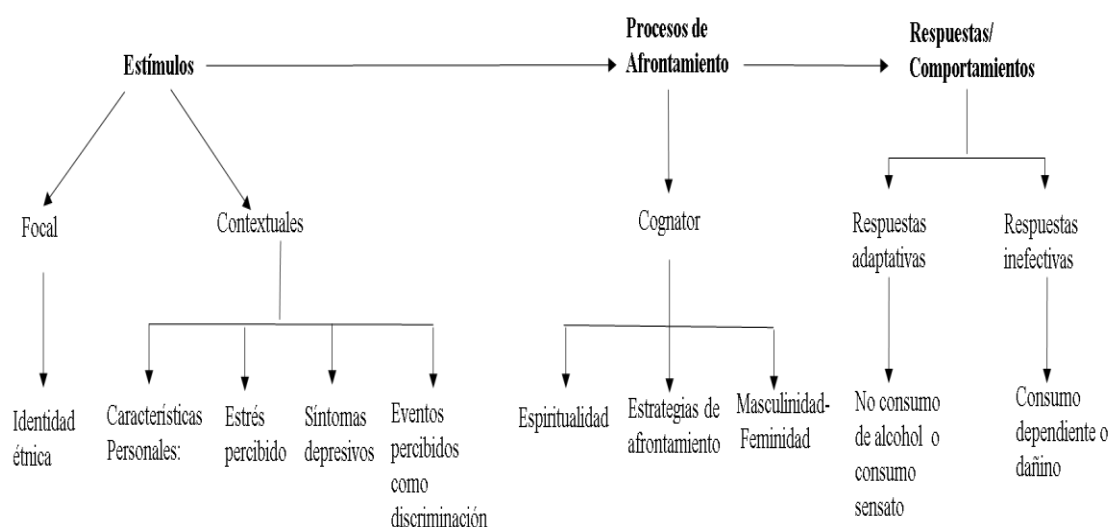 Estímulos
Procesos de
Afrontamiento
Respuestas/
Comportamientos
Focal
Contextuales
Cognator
Respuestas
adaptativas
Respuestas
inefectivas
Identidad
étnica
Características
Personales:
Estrés
percibido
Síntomas
depresivos
Eventos
percibidos
como
discriminación
Espiritualidad
Estrategias de
afrontamiento
Masculinidad-
Feminidad
No consumo
de alcohol o
consumo
sensato
Consumo
dependiente o
dañino